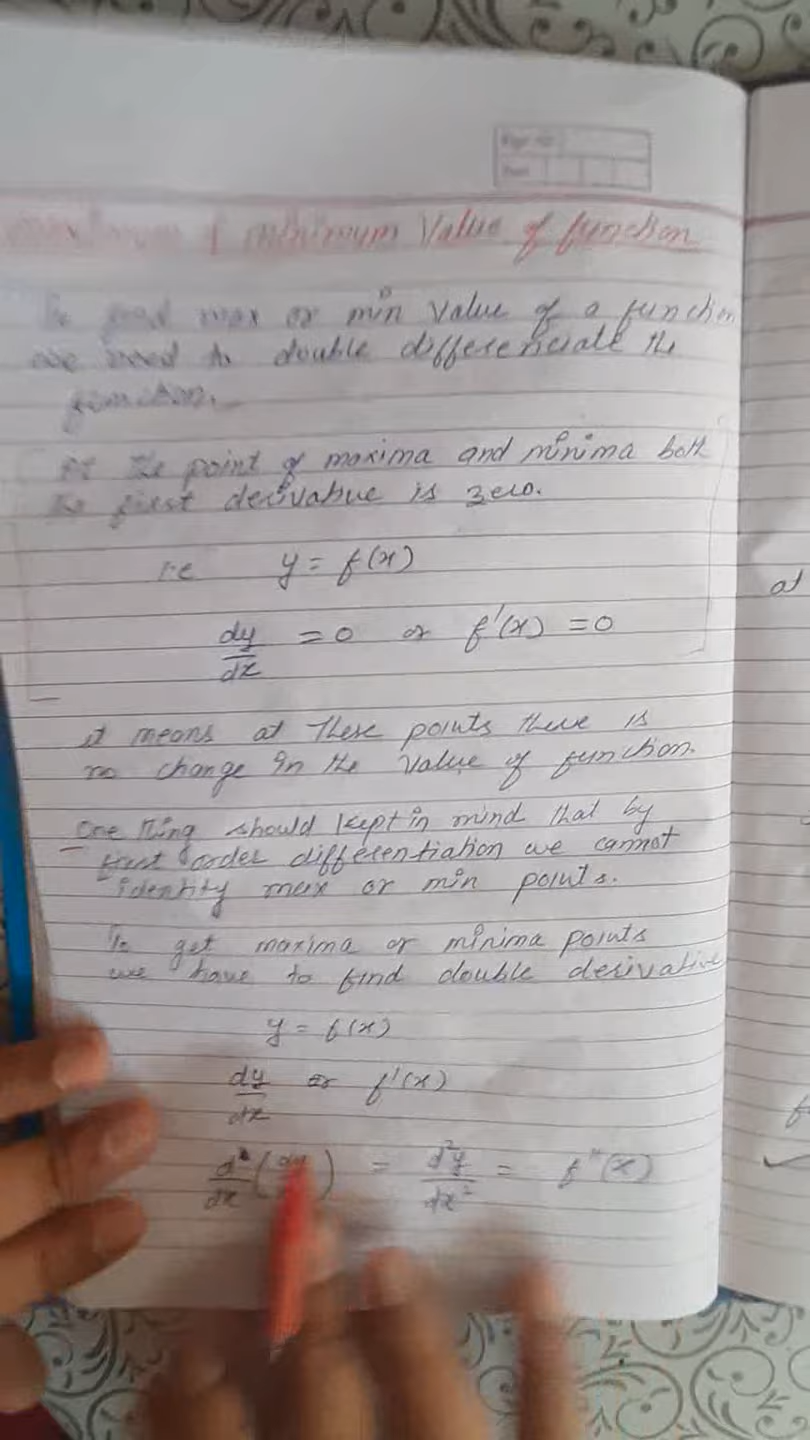 maximum & minimum Value of function
To find max or min value of a function
we need to double differenciate the
function.
At the point of maxima and minima both
the first derivative is zero.
i.e y = f(x)
dy/dx = 0 or f'(x) = 0
it means at these points there is
no change in the value of function.
One thing should kept in mind that by
first order differentiation we cannot
identity max or min points.
To get maxima or minima points
we have to find double derivative
y = f(x)
dy/dx or f'(x)
d/dx (dy) = d²y/dx² = f"(x)
at
f